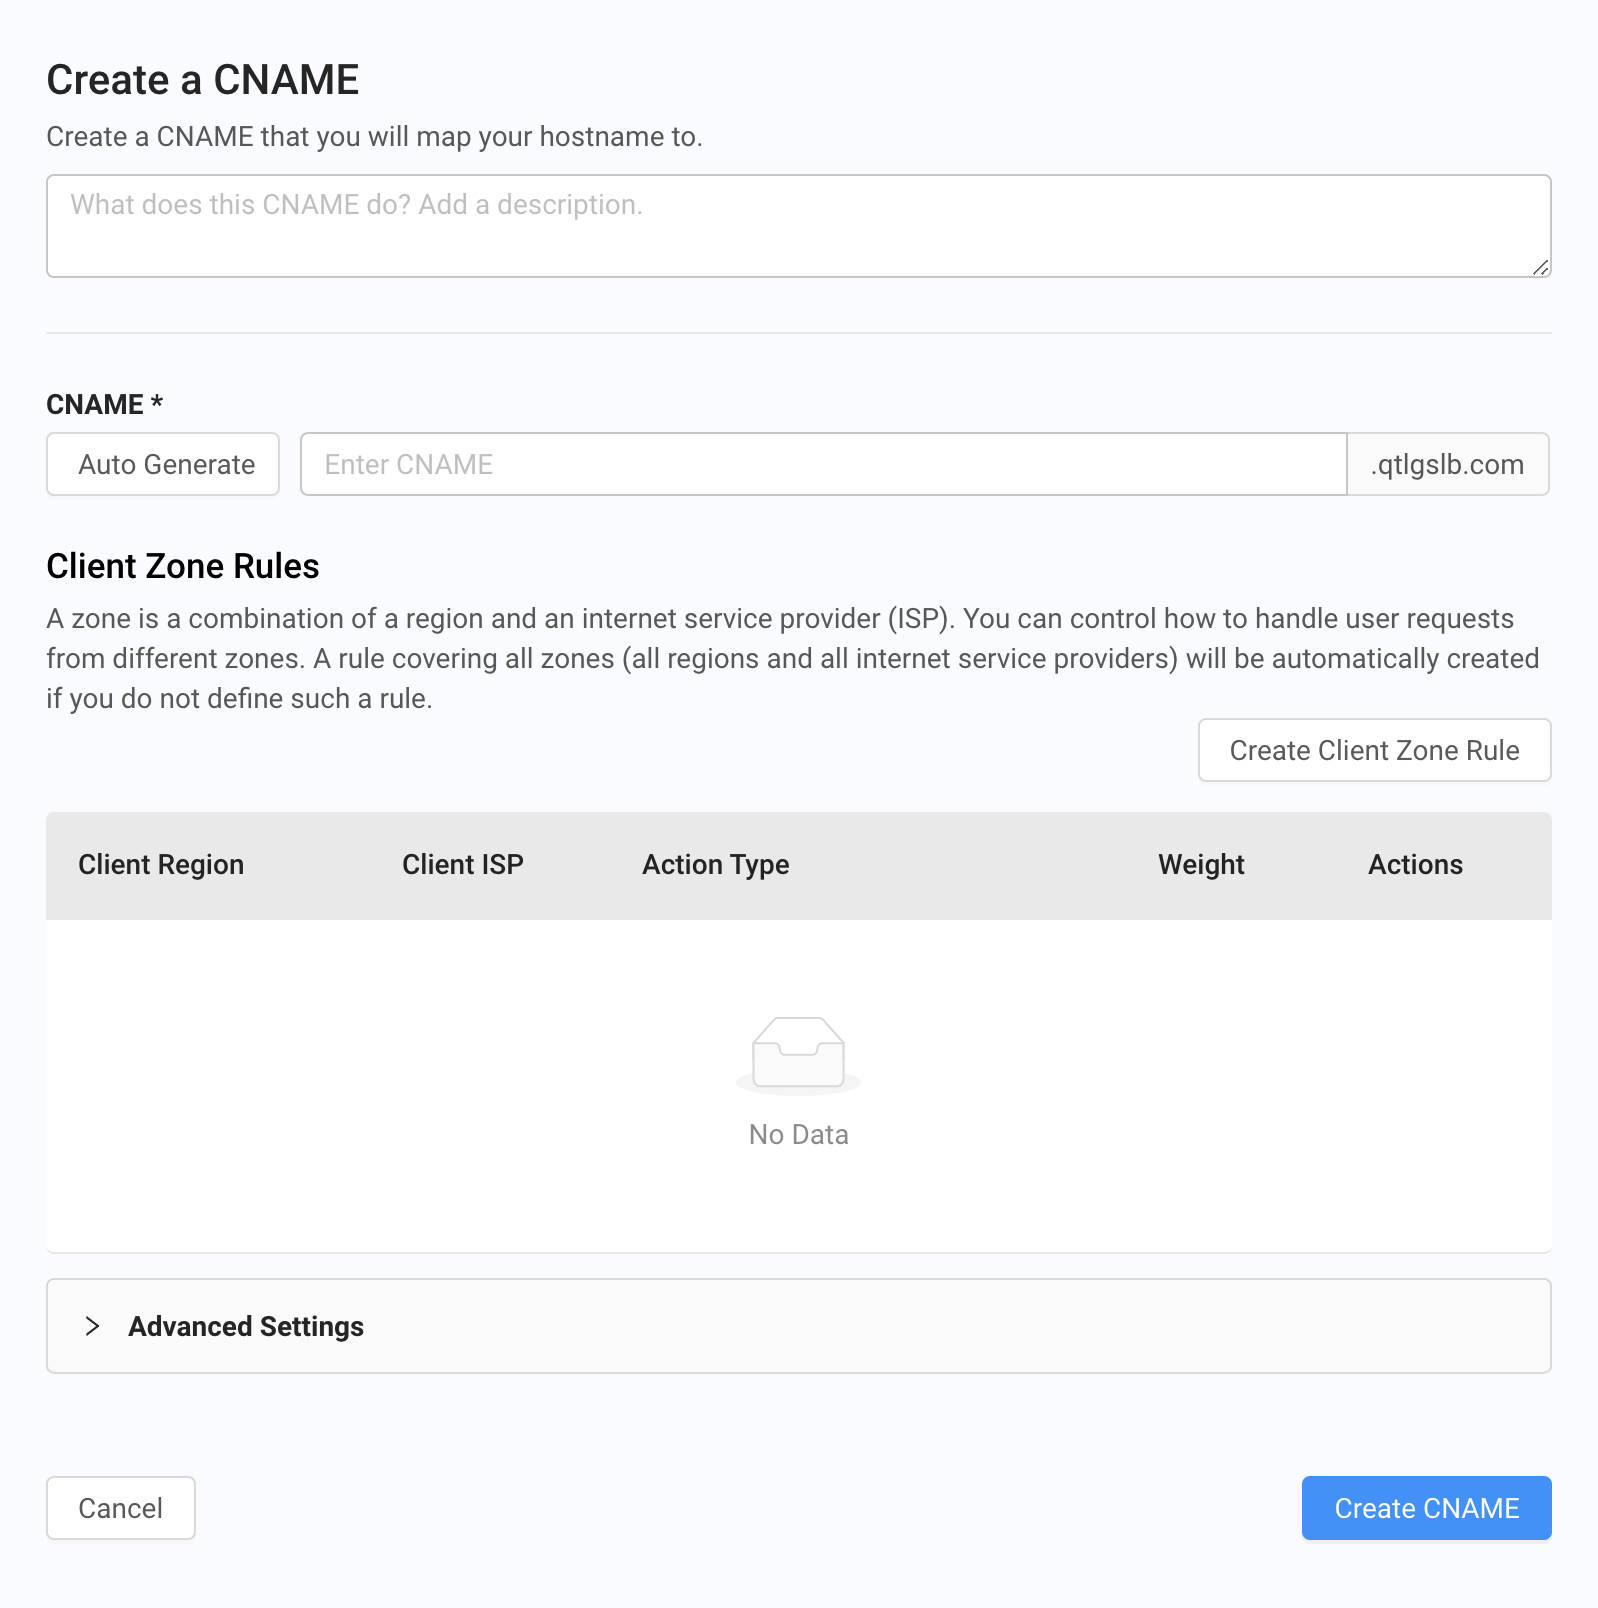 Create a CNAME
Create a CNAME that you will map your hostname to.
What does this CNAME do? Add a description.
CNAME *
Auto Generate
Enter CNAME
.qtlgslb.com
Client Zone Rules
A zone is a combination of a region and an internet service provider (ISP). You can control how to handle user requests
from different zones. A rule covering all zones (all regions and all internet service providers) will be automatically created
if you do not define such a rule.
Create Client Zone Rule
Client Region
Client ISP
Action Type
Weight
Actions
No Data
Advanced Settings
Cancel
Create CNAME